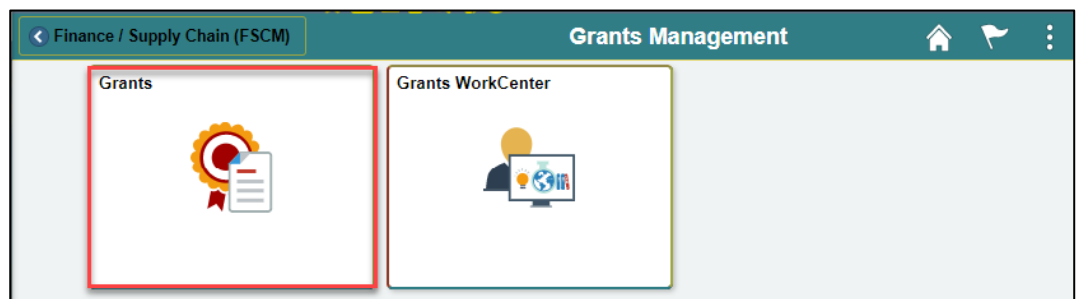 Finance / Supply Chain (FSCM)
Grants Management
Grants
Grants WorkCenter